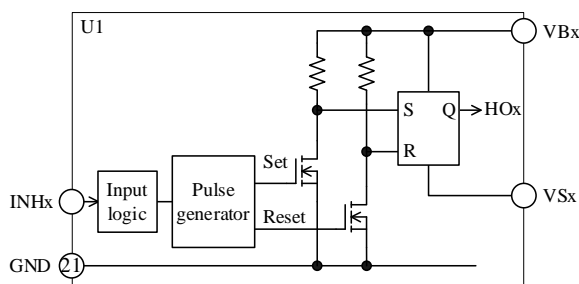 U1
VBx
S
Q
HOx
R
Set
Input
logic
Pulse
generator
INHx
VSx
Reset
GND
21